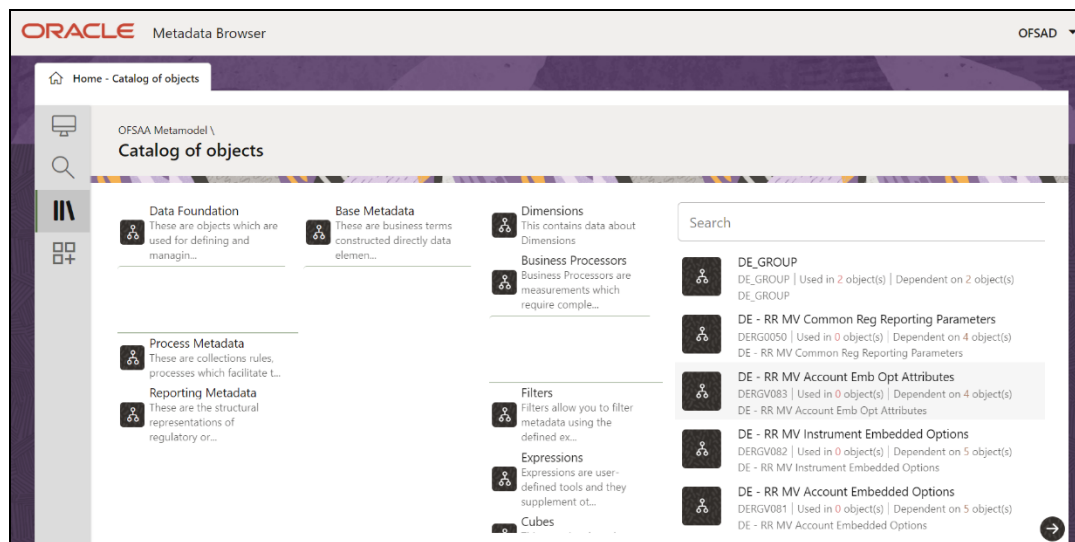 ORACLE Metadata Browser
OFSAD
Home - Catalog of objects
OFSAA Metamodel \
Catalog of objects
Data Foundation
These are objects which are
used for defining and
managin...
Process Metadata
These are collections rules,
processes which facilitate t...
Reporting Metadata
These are the structural
representations of
regulatory or...
Base Metadata
These are business terms
constructed directly data
elemen...
Dimensions
This contains data about
Dimensions
Business Processors
Business Processors are
measurements which
require comple...
Filters
Filters allow you to filter
metadata using the
defined ex...
Expressions
Expressions are user-
defined tools and they
supplement ot...
Cubes
Search
DE_GROUP
DE_GROUP | Used in 2 object(s) | Dependent on 2 object(s)
DE_GROUP
DE - RR MV Common Reg Reporting Parameters
DERG0050 | Used in 0 object(s) | Dependent on 4 object(s)
DE - RR MV Common Reg Reporting Parameters
DE - RR MV Account Emb Opt Attributes
DERGV083 | Used in 0 object(s) | Dependent on 4 object(s)
DE - RR MV Account Emb Opt Attributes
DE - RR MV Instrument Embedded Options
DERGV082 | Used in 0 object(s) | Dependent on 5 object(s)
DE - RR MV Instrument Embedded Options
DE - RR MV Account Embedded Options
DERGV081 | Used in 0 object(s) | Dependent on 5 object(s)
DE - RR MV Account Embedded Options